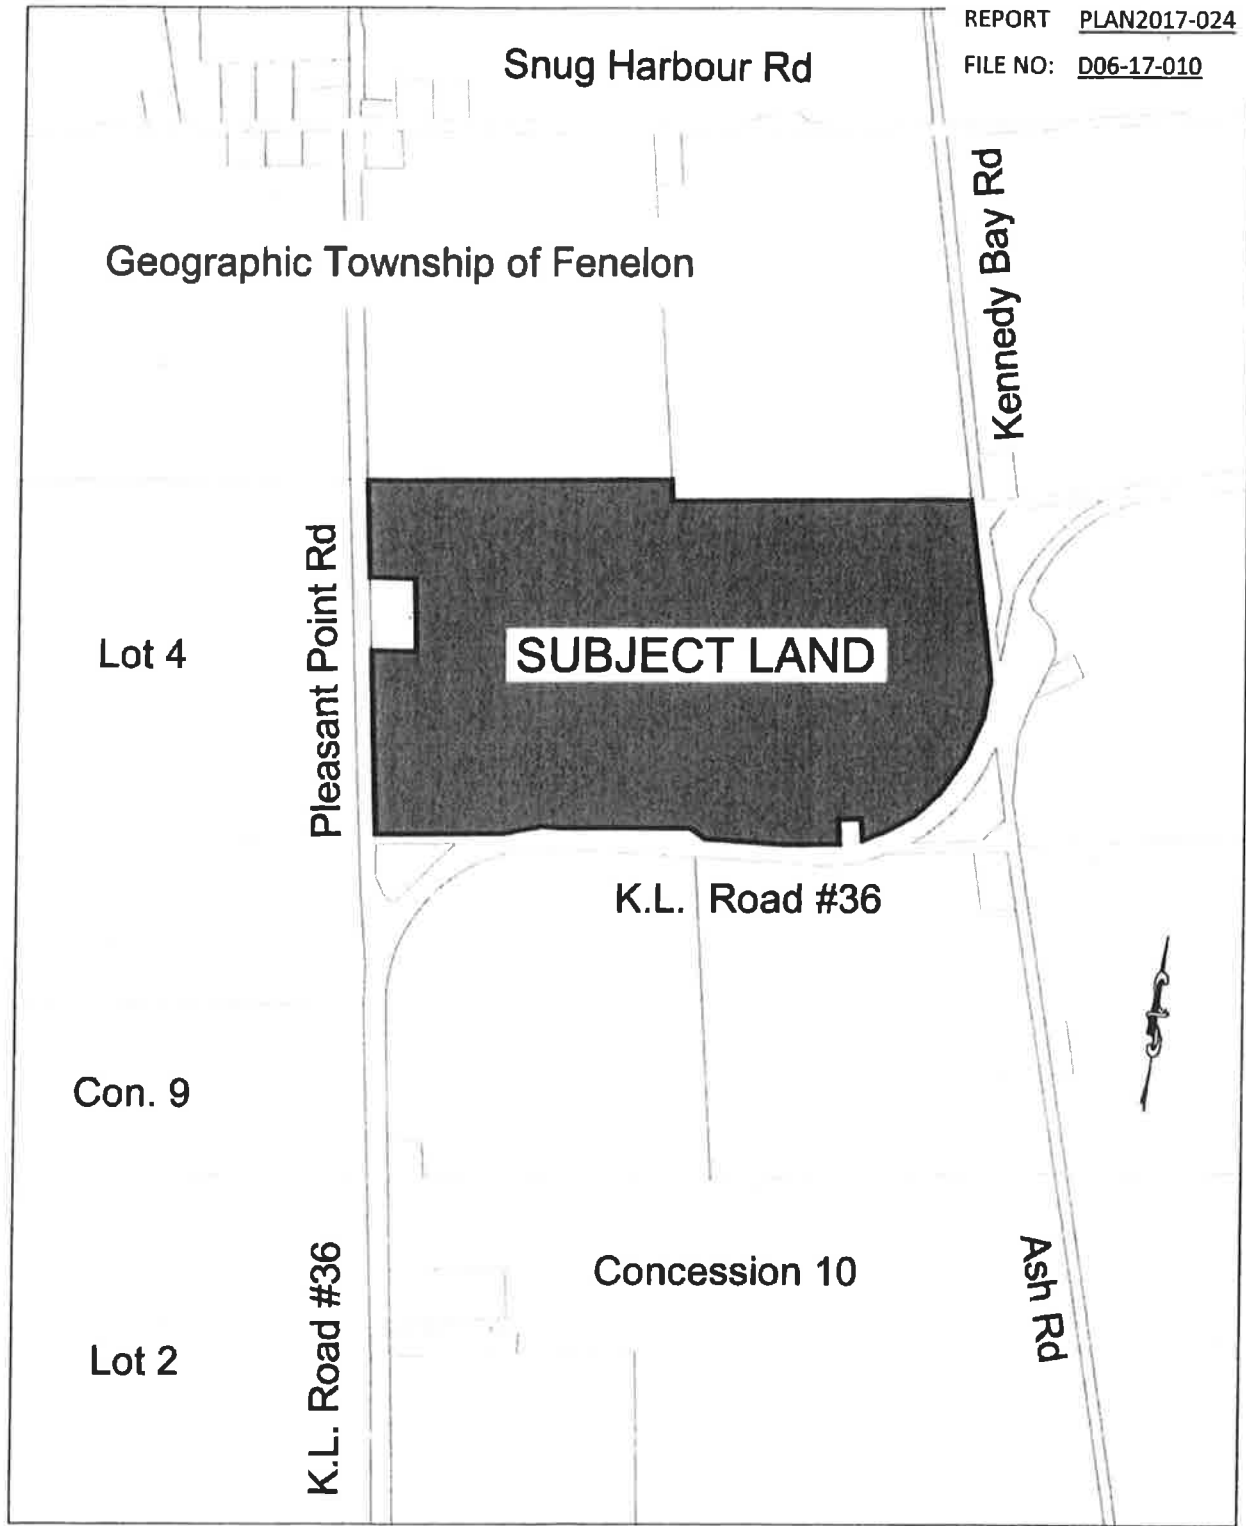 REPORT PLAN2017-024
FILE NO: D06-17-010
Snug Harbour Rd
Kennedy Bay Rd
Geographic Township of Fenelon
Pleasant Point Rd
Lot 4
SUBJECT LAND
K.L. Road #36
Con. 9
Concession 10
Ash Rd
K.L. Road #36
Lot 2